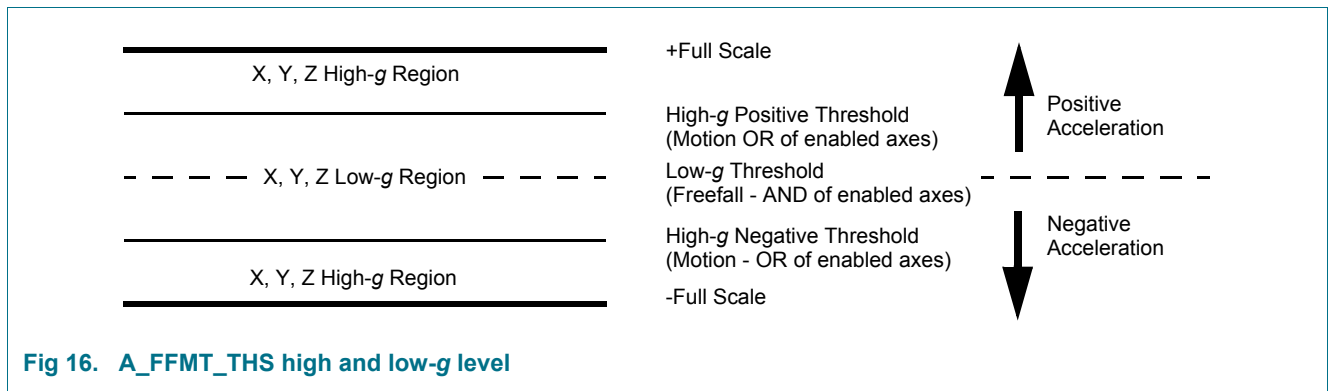 +Full Scale
X, Y, Z High-g Region
High-g Positive Threshold
(Motion OR of enabled axes)
Positive
Acceleration
X, Y, Z Low-g Region
Low-g Threshold
(Freefall - AND of enabled axes)
High-g Negative Threshold
(Motion - OR of enabled axes)
Negative
Acceleration
X, Y, Z High-g Region
-Full Scale
Fig 16. A_FFMT_THS high and low-g level